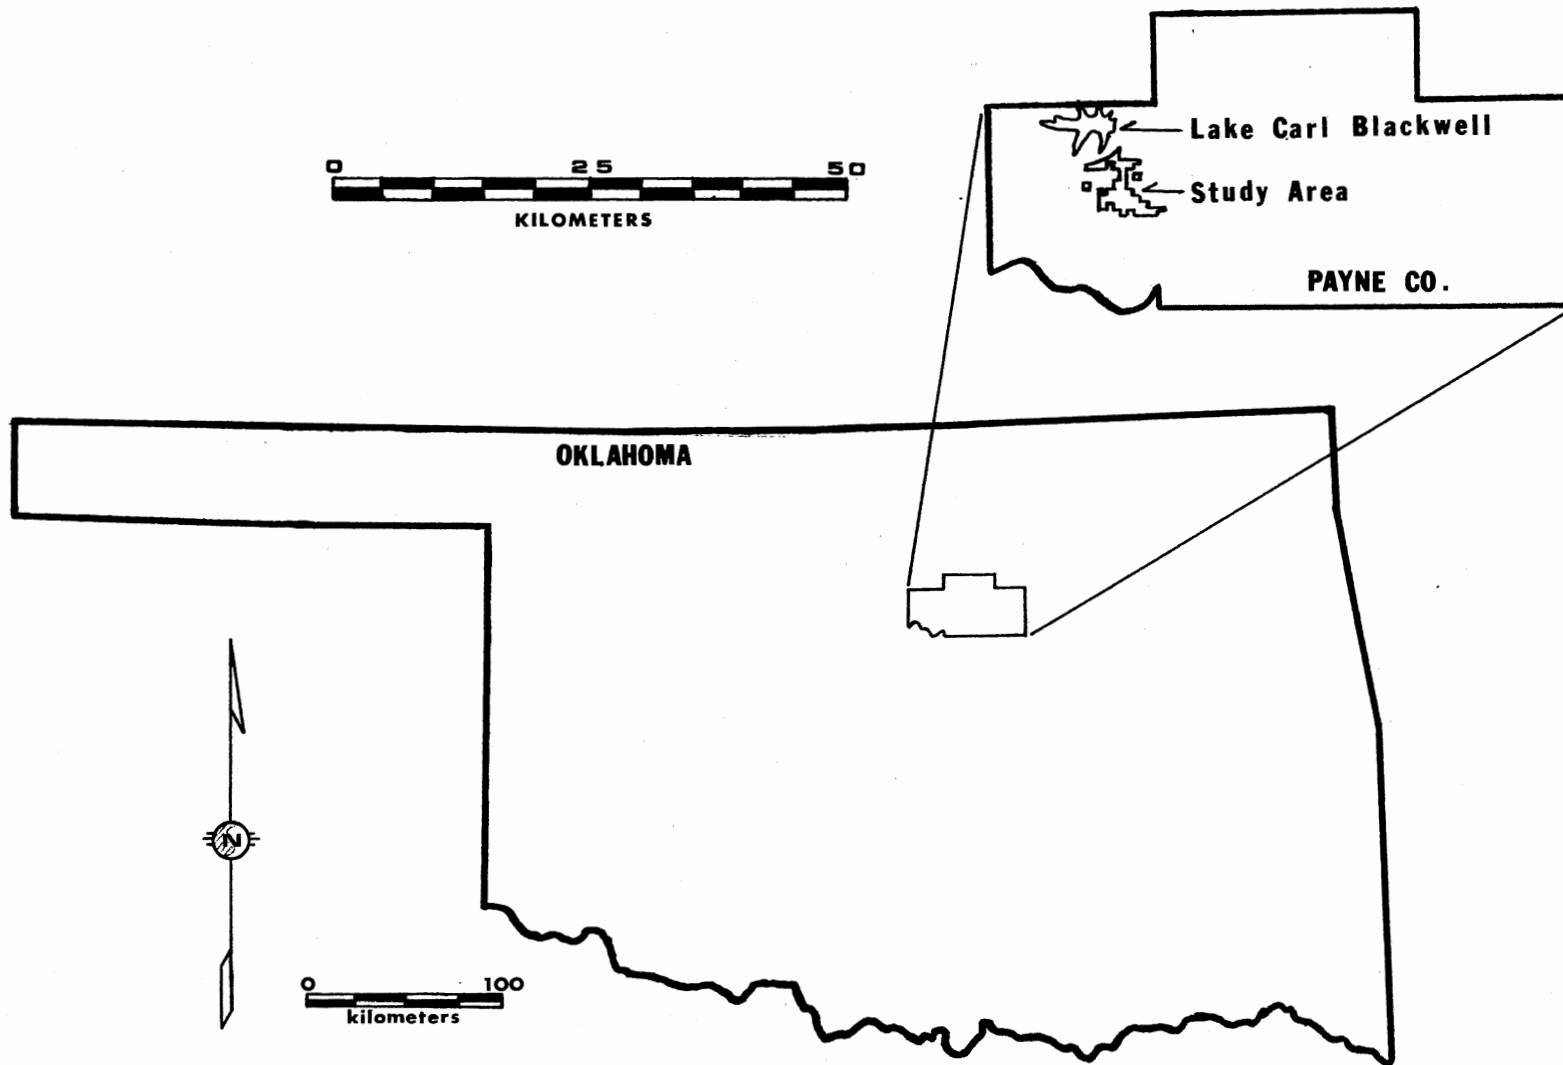 Lake Carl Blackwell
0 25 50
KILOMETERS
Study Area
PAYNE CO.
OKLAHOMA
N
0 100
kilometers